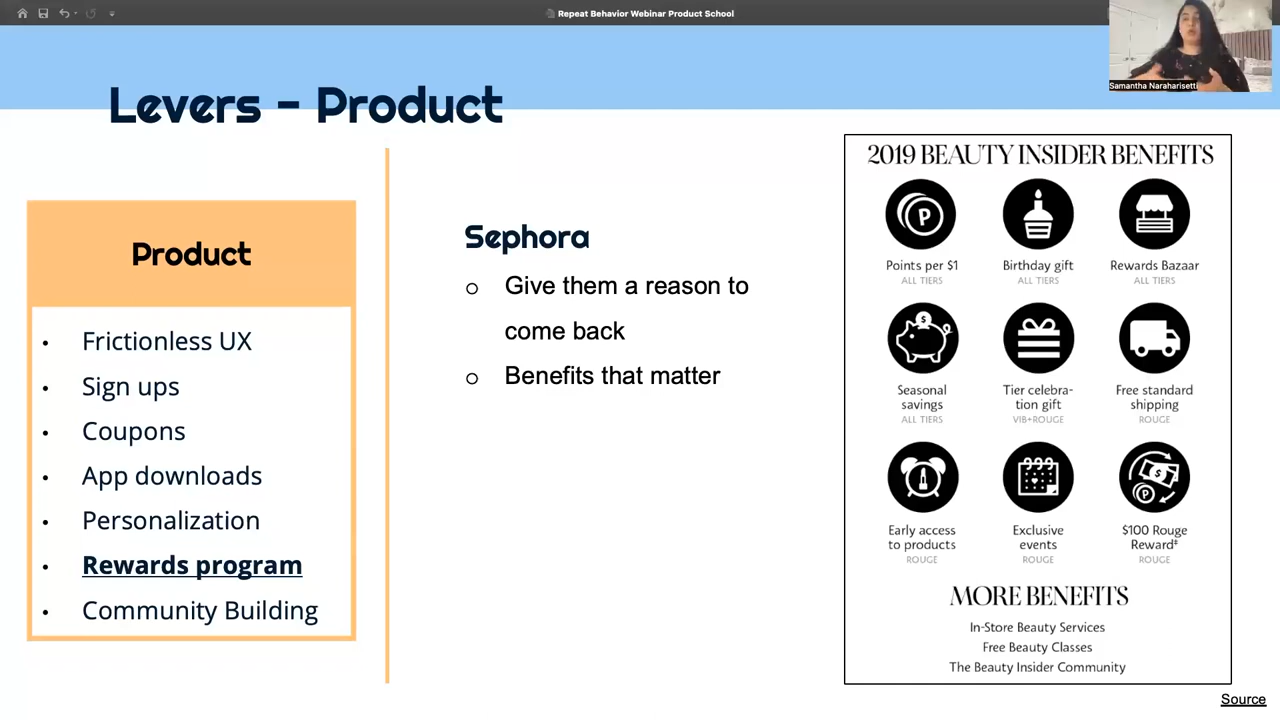 Repeat Behavior Webinar Product School
Samantha Naraharisetti
Levers - Product
Product
• Frictionless UX
• Sign ups
• Coupons
• App downloads
• Personalization
• Rewards program
• Community Building
Sephora
o Give them a reason to
come back
o Benefits that matter
2019 BEAUTY INSIDER BENEFITS
P
Points per $1
ALL TIERS
Birthday gift
ALL TIERS
Rewards Bazaar
ALL TIERS
$
Seasonal
savings
ALL TIERS
Tier celebra-
tion gift
VIB+ROUGE
Free standard
shipping
ROUGE
Early access
to products
ROUGE
Exclusive
events
ROUGE
$
P
$100 Rouge
Reward‡
ROUGE
MORE BENEFITS
In-Store Beauty Services
Free Beauty Classes
The Beauty Insider Community
Source